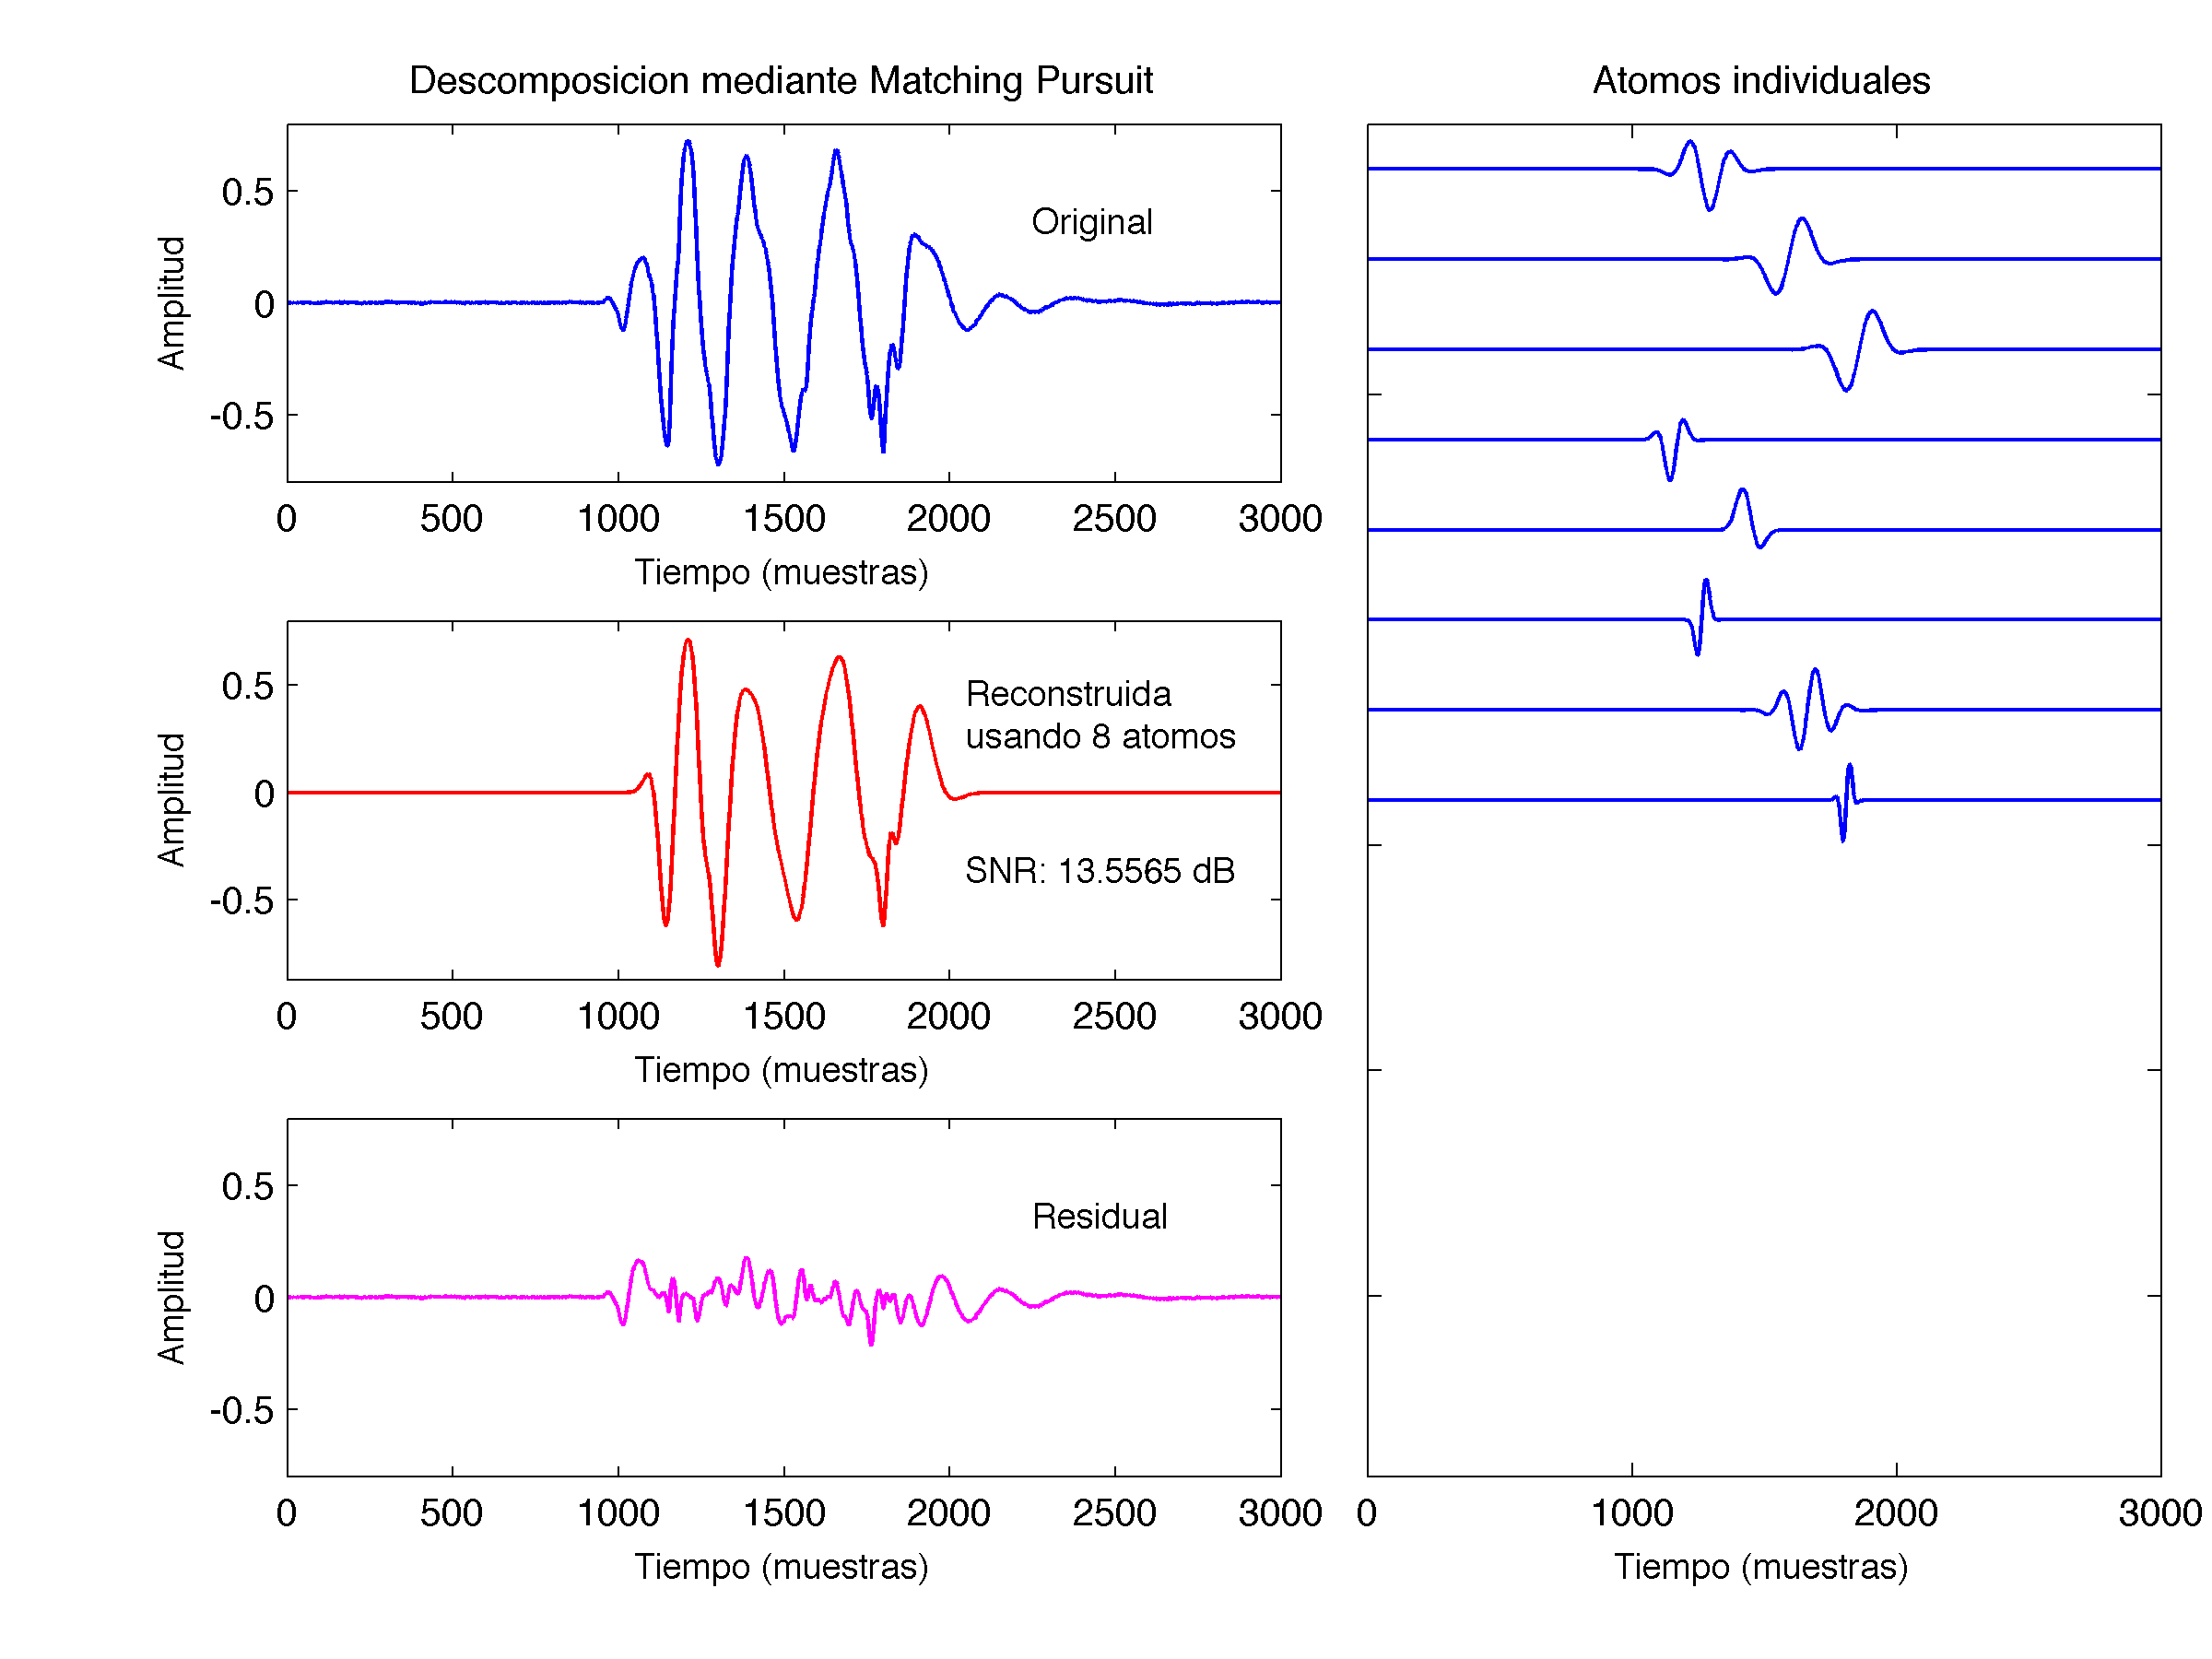 Descomposicion mediante Matching Pursuit
Amplitud
0.5
0
-0.5
Original
0 500 1000 1500 2000 2500 3000
Tiempo (muestras)
Amplitud
0.5
0
-0.5
Reconstruida
usando 8 atomos
SNR: 13.5565 dB
0 500 1000 1500 2000 2500 3000
Tiempo (muestras)
Amplitud
0.5
0
-0.5
Residual
0 500 1000 1500 2000 2500 3000
Tiempo (muestras)
Atomos individuales
0 1000 2000 3000
Tiempo (muestras)